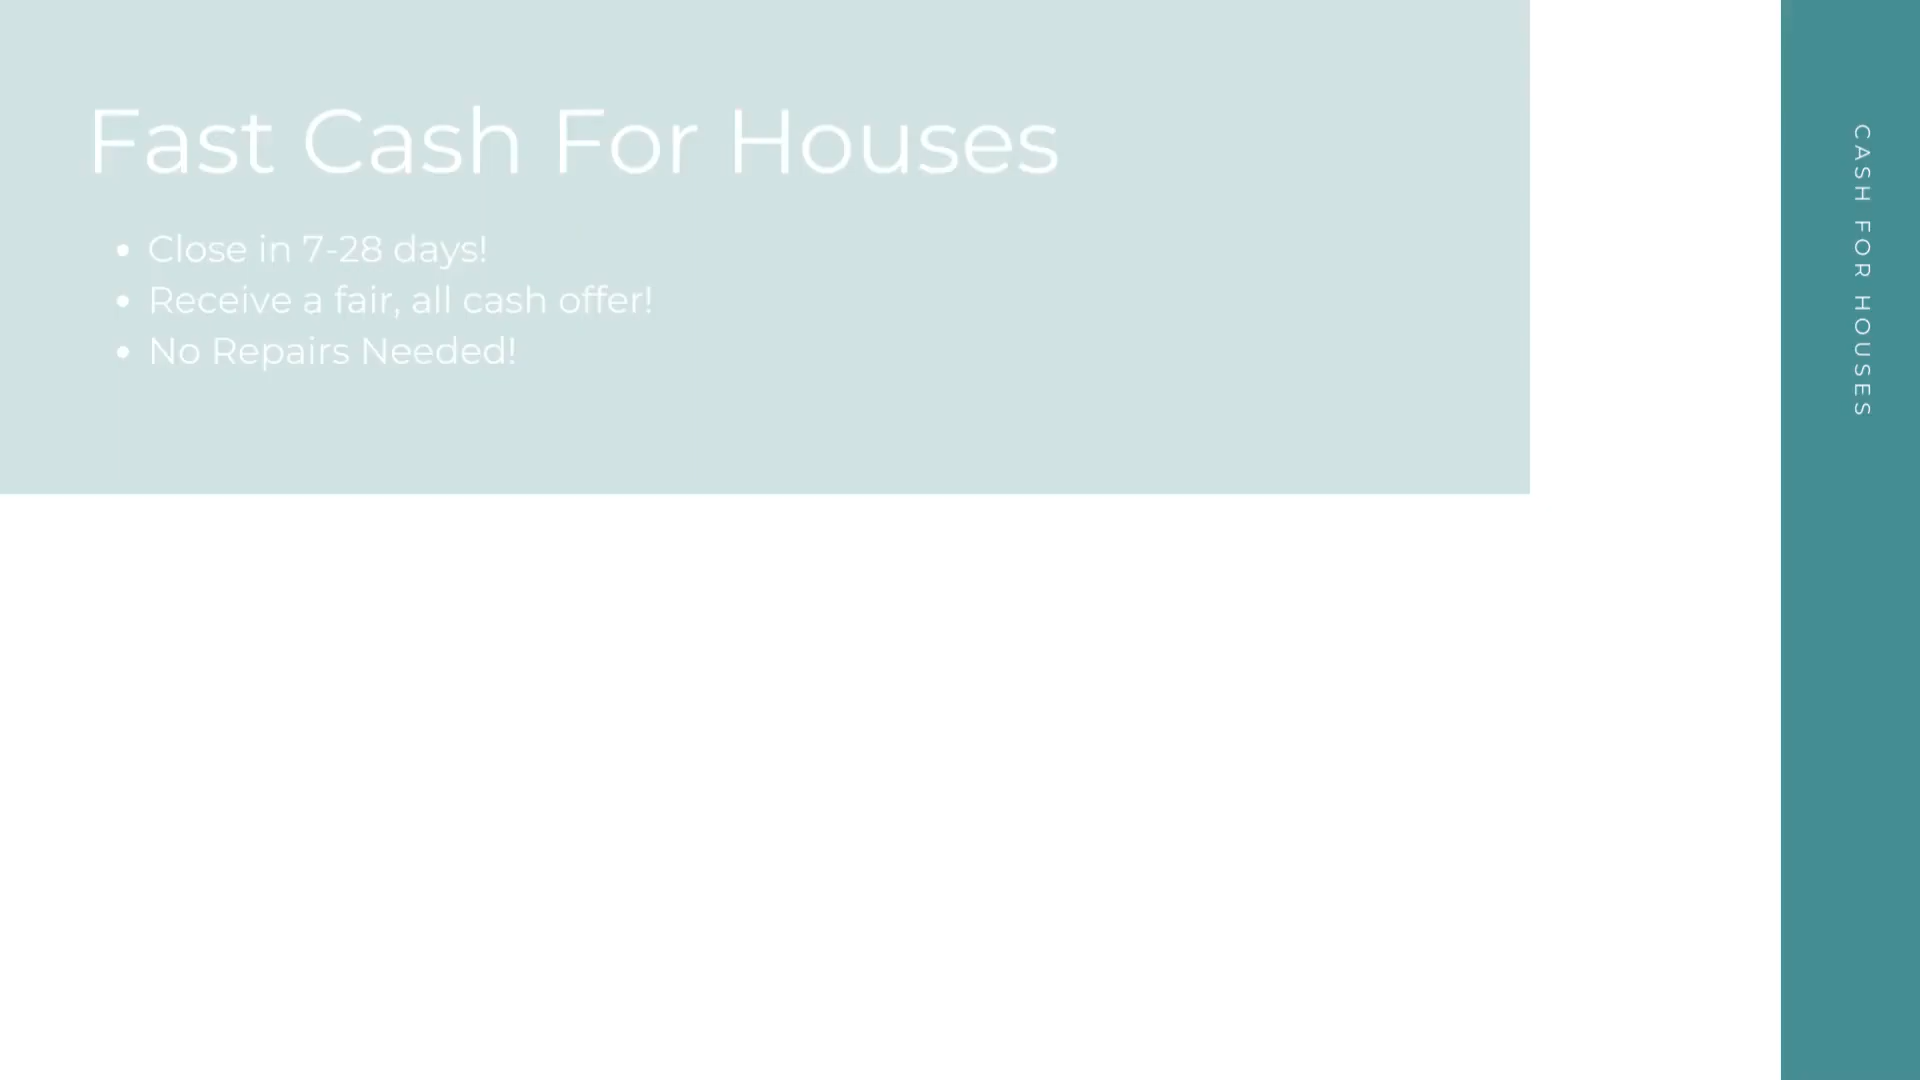 Fast Cash For Houses
• Close in 7-28 days!
• Receive a fair, all cash offer!
• No Repairs Needed!
CASH FOR HOUSES